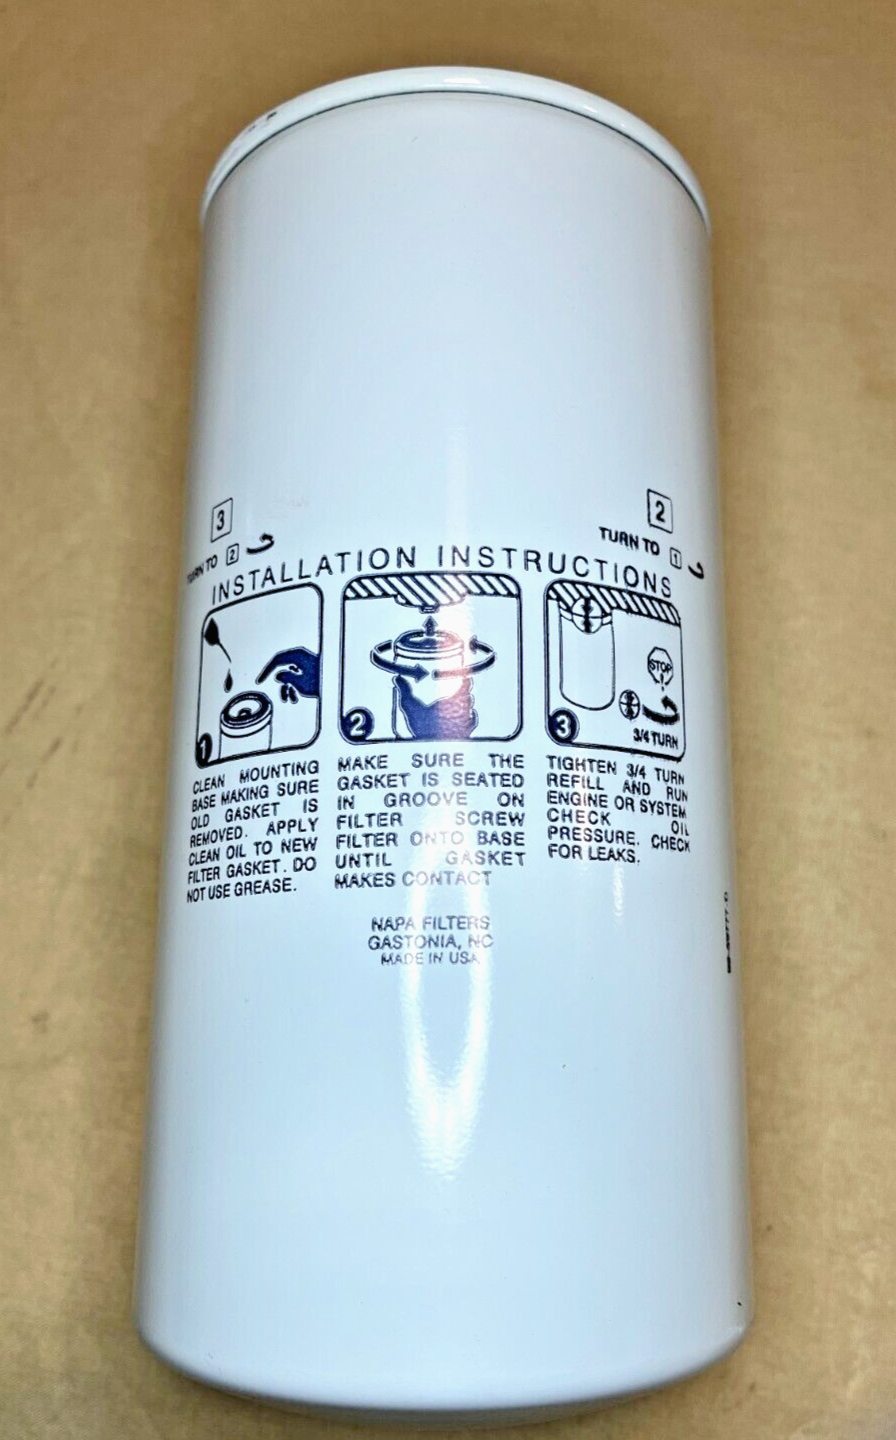 3
TURN TO 2
2
TURN TO 1
INSTALLATION INSTRUCTIONS
1
CLEAN MOUNTING
BASE MAKING SURE
OLD GASKET IS
REMOVED. APPLY
CLEAN OIL TO NEW
FILTER GASKET. DO
NOT USE GREASE.
2
MAKE SURE THE
GASKET IS SEATED
IN GROOVE ON
FILTER SCREW
FILTER ONTO BASE
UNTIL GASKET
MAKES CONTACT
STOP
3/4 TURN
3
TIGHTEN 3/4 TURN
REFILL AND RUN
ENGINE OR SYSTEM
CHECK OIL
PRESSURE. CHECK
FOR LEAKS.
NAPA FILTERS
GASTONIA, NC
MADE IN USA